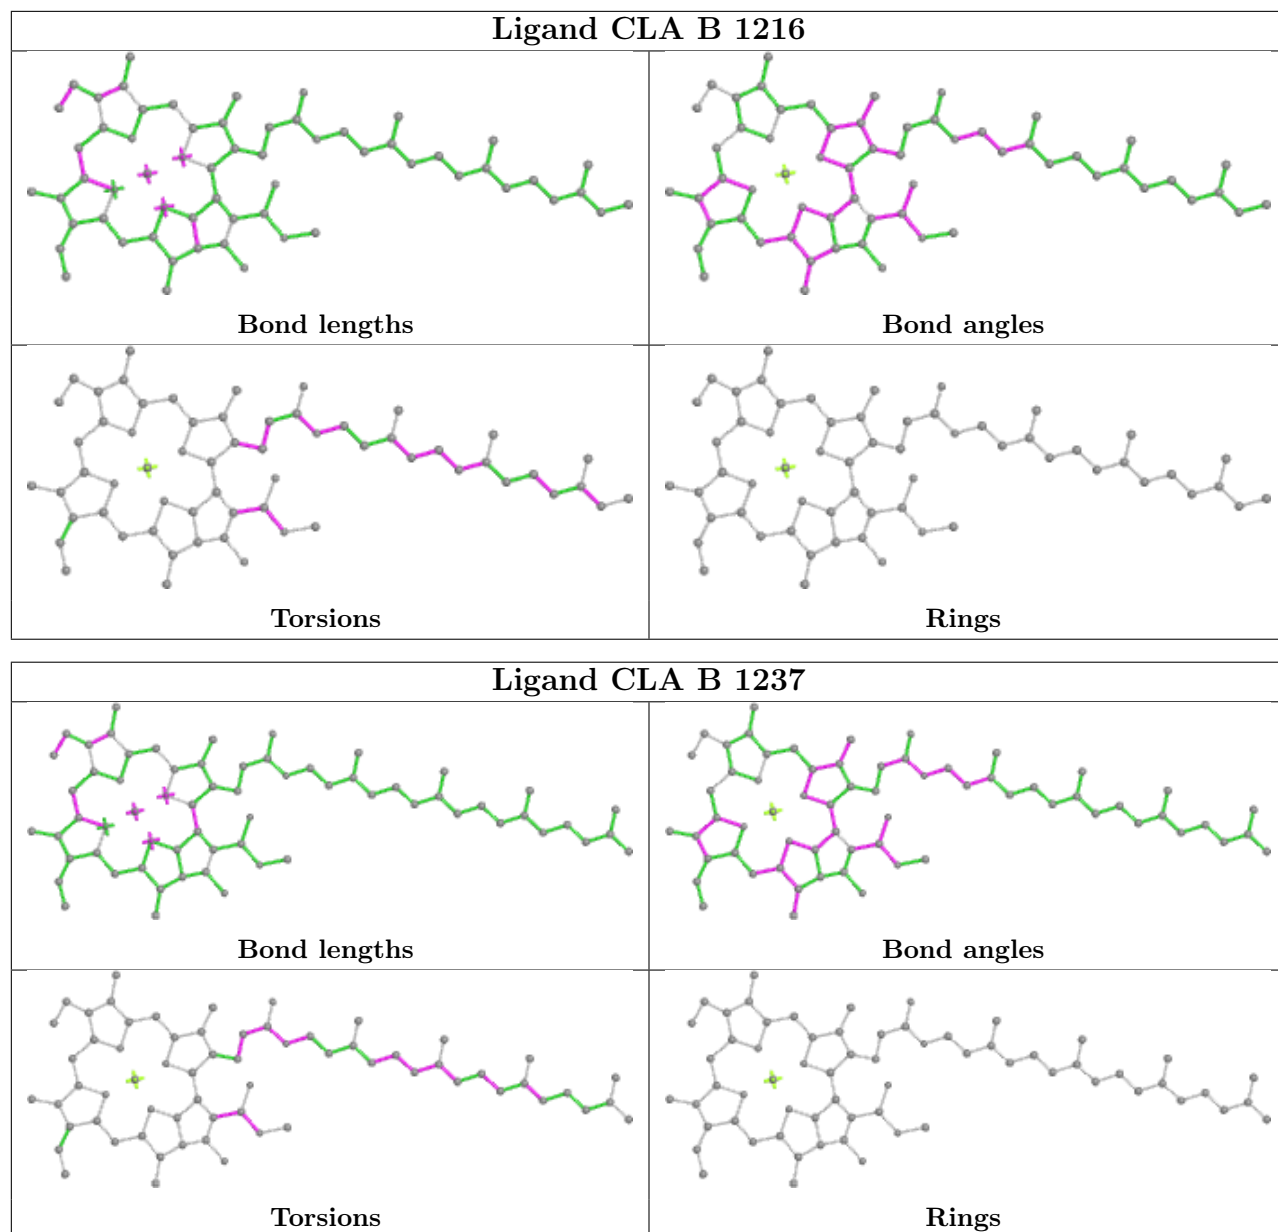 Ligand CLA B 1216
Bond lengths
Bond angles
Torsions
Rings
Ligand CLA B 1237
Bond lengths
Bond angles
Torsions
Rings